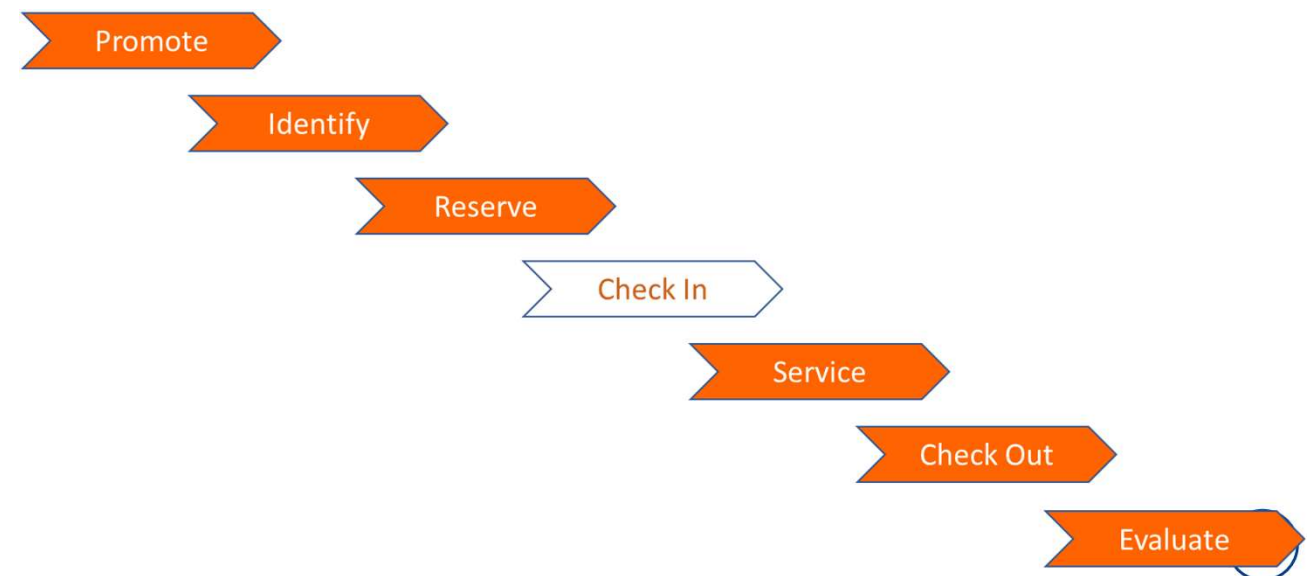 Promote
Identify
Reserve
Check In
Service
Check Out
Evaluate